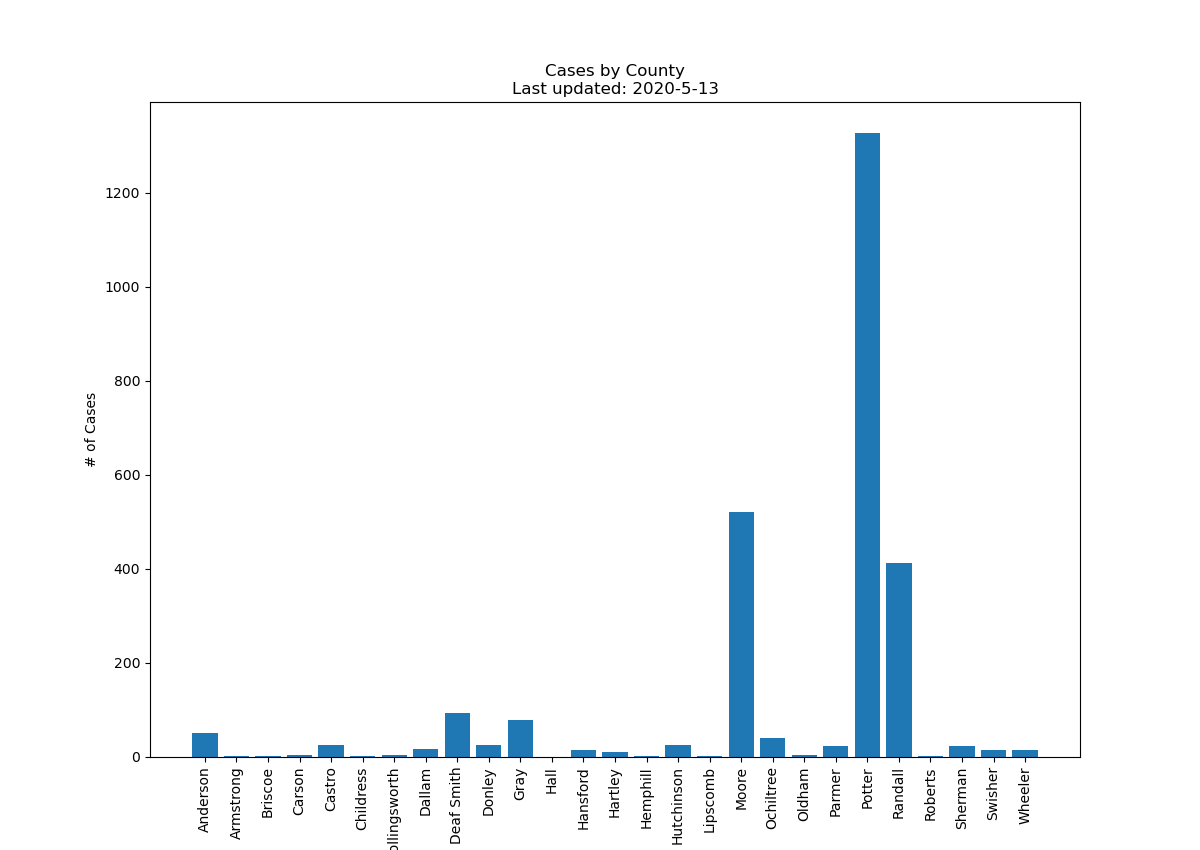 Cases by County
Last updated: 2020-5-13
# of Cases
1200
1000
800
600
400
200
0
Anderson
Armstrong
Briscoe
Carson
Castro
Childress
ollingsworth
Dallam
Deaf Smith
Donley
Gray
Hall
Hansford
Hartley
Hemphill
Hutchinson
Lipscomb
Moore
Ochiltree
Oldham
Parmer
Potter
Randall
Roberts
Sherman
Swisher
Wheeler